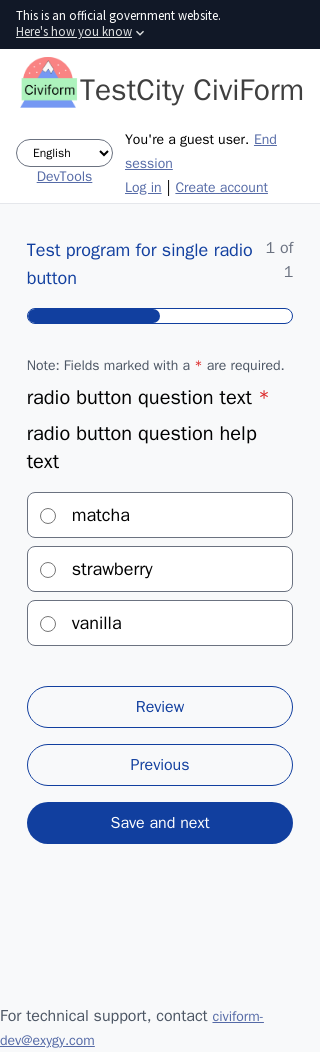 This is an official government website.
Here's how you know
Civiform
TestCity CiviForm
English
DevTools
You're a guest user. End
session
Log in | Create account
Test program for single radio
button
1 of
1
Note: Fields marked with a * are required.
radio button question text *
radio button question help
text
matcha
strawberry
vanilla
Review
Previous
Save and next
For technical support, contact civiform-
dev@exygy.com